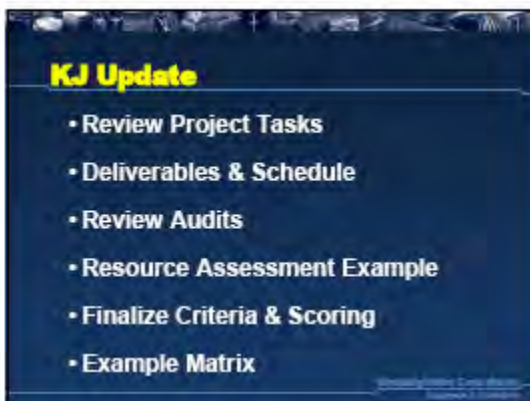 KJ Update
• Review Project Tasks
• Deliverables & Schedule
• Review Audits
• Resource Assessment Example
• Finalize Criteria & Scoring
• Example Matrix